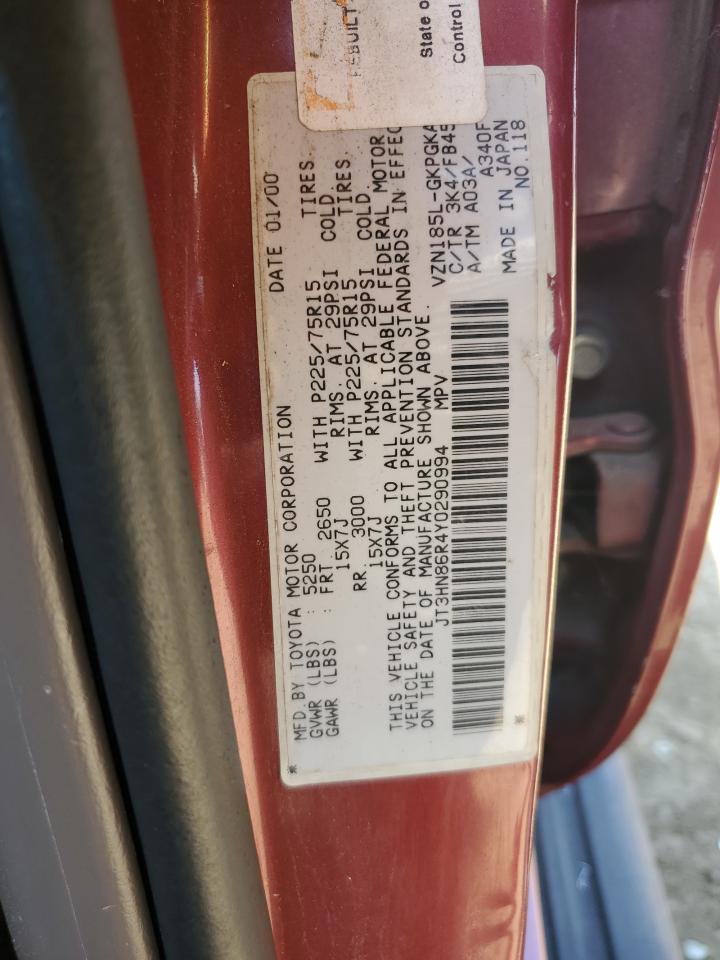 REBUILT
State o
Control
MFD. BY TOYOTA MOTOR CORPORATION DATE 01/00
GVWR (LBS) : 5250
GAWR (LBS) : FRT. 2650 WITH P225/75R15 TIRES.
15X7J RIMS. AT 29PSI COLD.
RR. 3000 WITH P225/75R15 TIRES.
15X7J RIMS. AT 29PSI COLD.
THIS VEHICLE CONFORMS TO ALL APPLICABLE FEDERAL MOTOR
VEHICLE SAFETY AND THEFT PREVENTION STANDARDS IN EFFEC
ON THE DATE OF MANUFACTURE SHOWN ABOVE.
JT3HN86R4Y0290994 MPV VZN185L-GKPGKA
C/TR 3K4/FB45
A/TM A03A/
A340F
MADE IN JAPAN
NO.118
* *